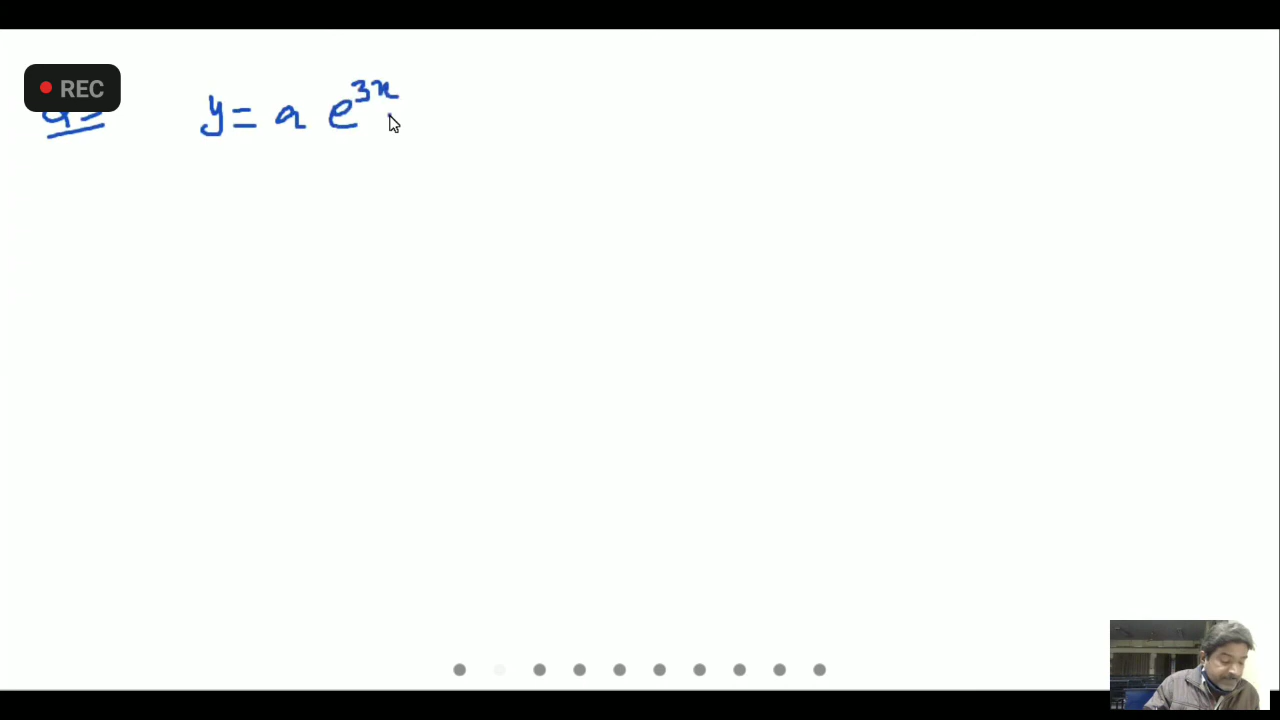 REC
y = a e^{3x}